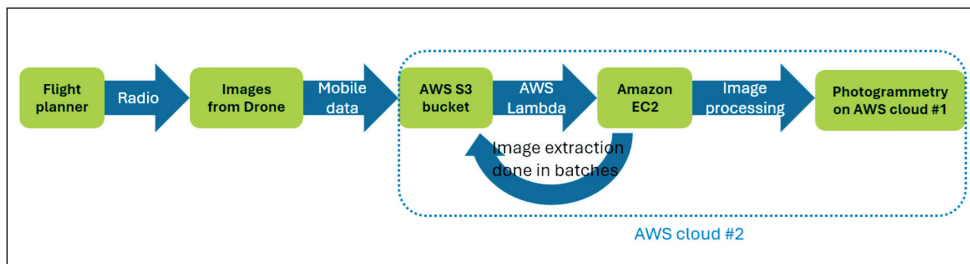 Flight
planner
Radio
Images
from Drone
Mobile
data
AWS S3
bucket
AWS
Lambda
Amazon
EC2
Image
processing
Photogrammetry
on AWS cloud #1
Image extraction
done in batches
AWS cloud #2